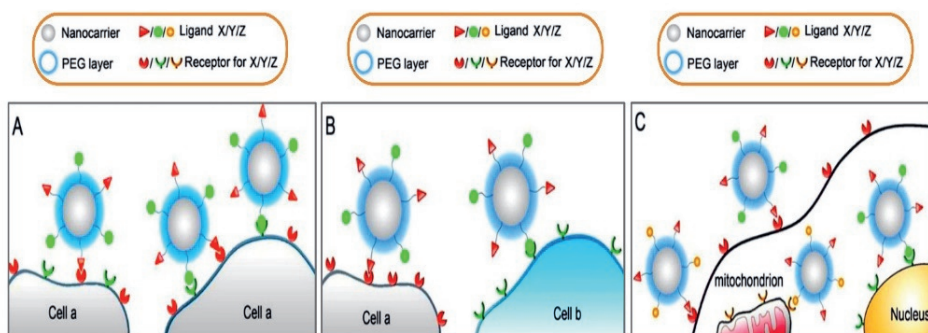 Nanocarrier / / Ligand X/Y/Z
PEG layer / / Receptor for X/Y/Z
Nanocarrier / / Ligand X/Y/Z
PEG layer / / Receptor for X/Y/Z
Nanocarrier / / Ligand X/Y/Z
PEG layer / / Receptor for X/Y/Z
A
Cell a
Cell a
B
Cell a
Cell b
C
mitochondrion
Nucleus